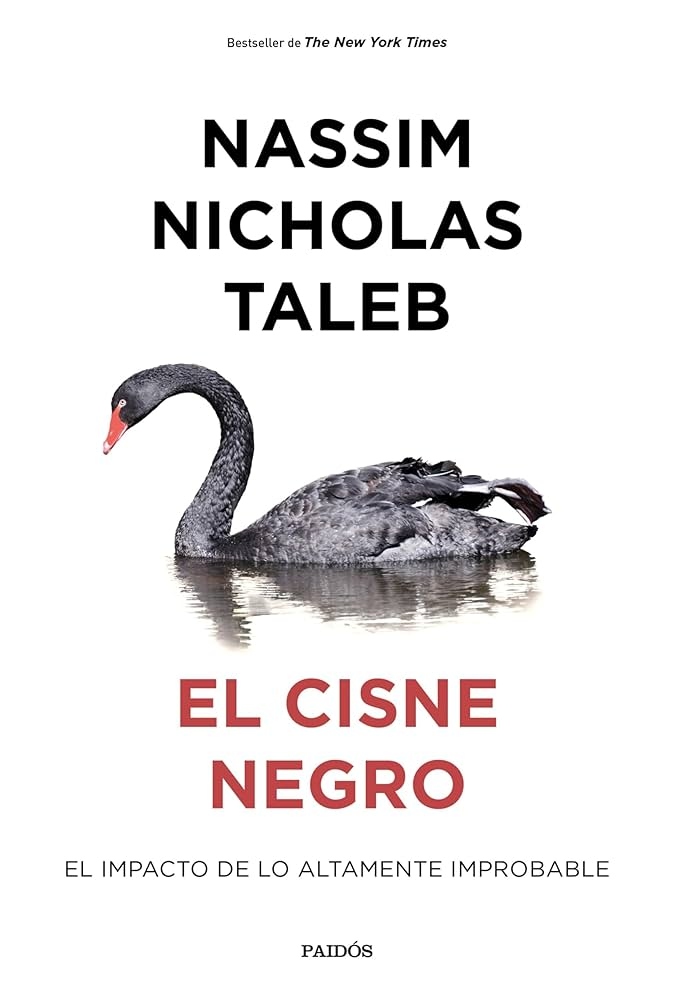 Bestseller de The New York Times
NASSIM
NICHOLAS
TALEB
EL CISNE
NEGRO
EL IMPACTO DE LO ALTAMENTE IMPROBABLE
PAIDÓS